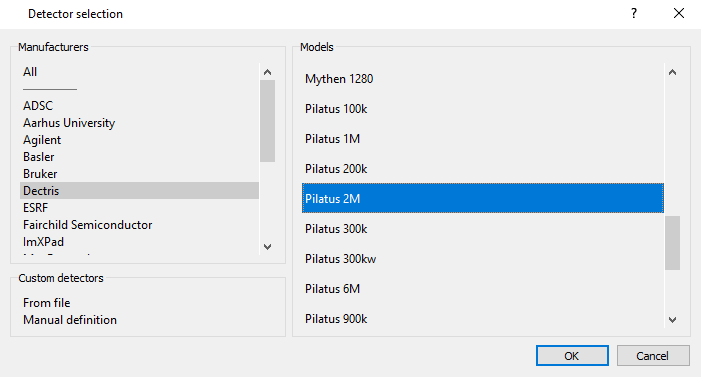 Detector selection
?
Manufacturers
All
ADSC
Aarhus University
Agilent
Basler
Bruker
Dectris
ESRF
Fairchild Semiconductor
ImXPad
Custom detectors
From file
Manual definition
Models
Mythen 1280
Pilatus 100k
Pilatus 1M
Pilatus 200k
Pilatus 2M
Pilatus 300k
Pilatus 300kw
Pilatus 6M
Pilatus 900k
OK
Cancel